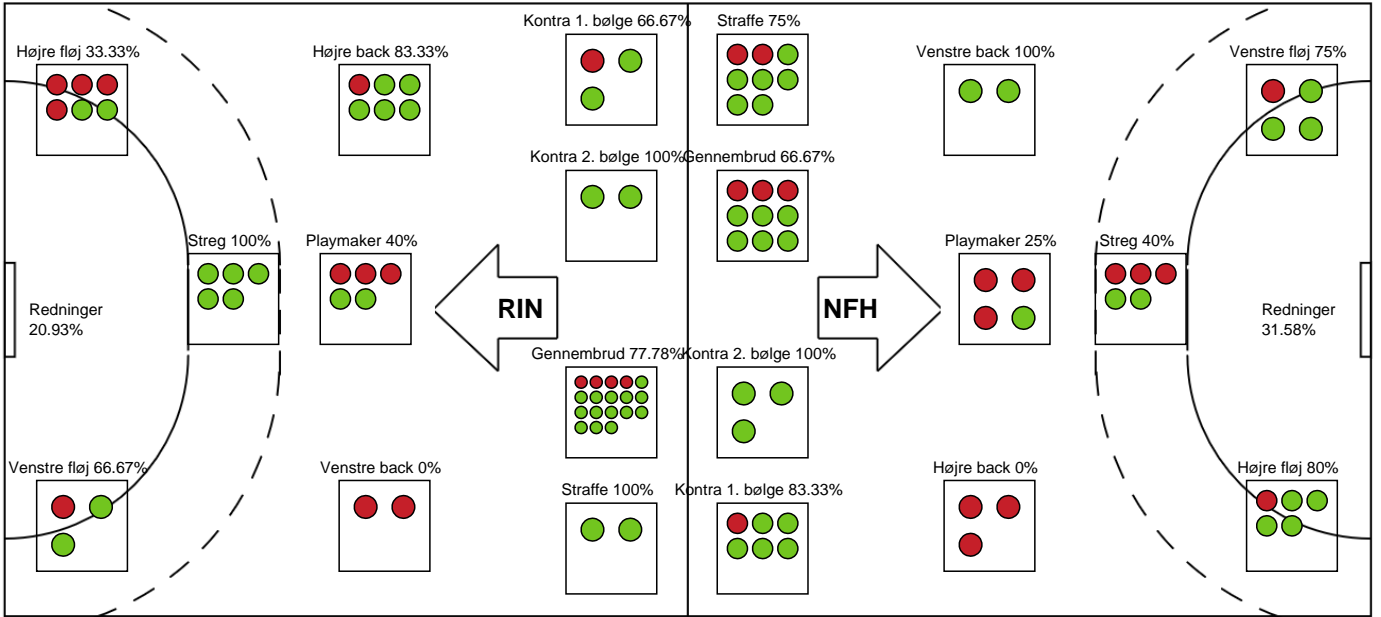 Kontra 1. bølge 66.67%
Straffe 75%
Højre fløj 33.33%
Højre back 83.33%
Venstre back 100%
Venstre fløj 75%
Kontra 2. bølge 100%
Gennembrud 66.67%
Streg 100%
Playmaker 40%
Playmaker 25%
Streg 40%
Redninger
20.93%
RIN
NFH
Redninger
31.58%
Gennembrud 77.78%
Kontra 2. bølge 100%
Venstre fløj 66.67%
Venstre back 0%
Straffe 100%
Kontra 1. bølge 83.33%
Højre back 0%
Højre fløj 80%